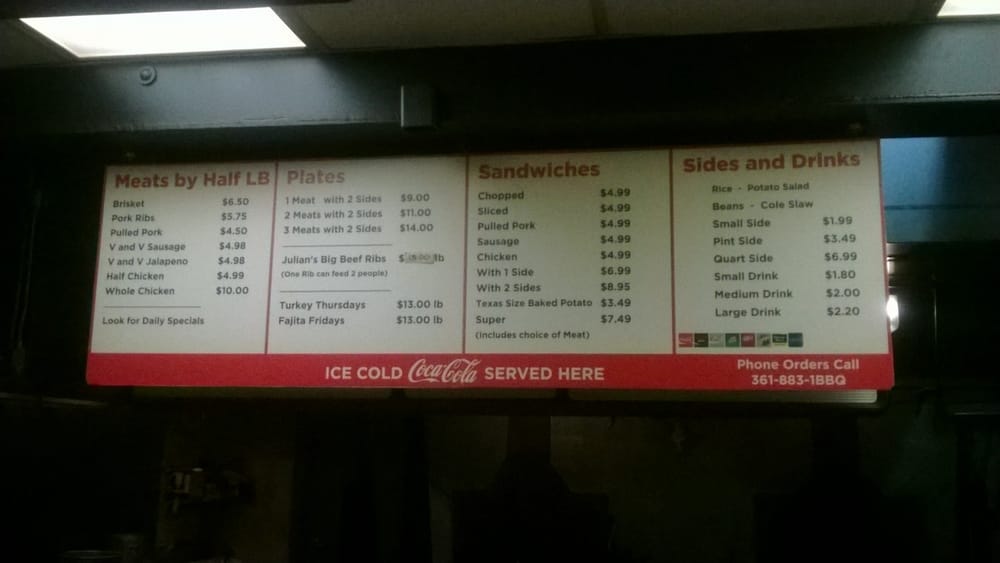 Meats by Half LB
Brisket $6.50
Pork Ribs $5.75
Pulled Pork $4.50
V and V Sausage $4.98
V and V Jalapeno $4.98
Half Chicken $4.99
Whole Chicken $10.00
Look for Daily Specials
Plates
1 Meat with 2 Sides $9.00
2 Meats with 2 Sides $11.00
3 Meats with 2 Sides $14.00
Julian's Big Beef Ribs $ lb
(One Rib can feed 2 people)
Turkey Thursdays $13.00 lb
Fajita Fridays $13.00 lb
Sandwiches
Chopped $4.99
Sliced $4.99
Pulled Pork $4.99
Sausage $4.99
Chicken $4.99
With 1 Side $6.99
With 2 Sides $8.95
Texas Size Baked Potato $3.49
Super $7.49
(Includes choice of Meat)
Sides and Drinks
Rice - Potato Salad
Beans - Cole Slaw
Small Side $1.99
Pint Side $3.49
Quart Side $6.99
Small Drink $1.80
Medium Drink $2.00
Large Drink $2.20
ICE COLD Coca-Cola SERVED HERE
Phone Orders Call
361-883-1BBQ